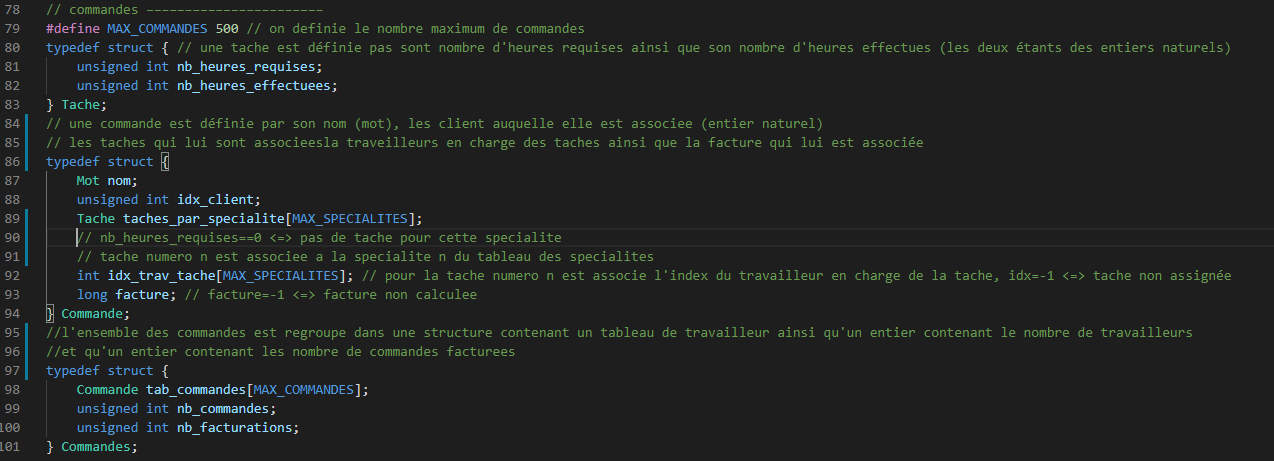 78 // commandes -----------------------
79 #define MAX_COMMANDES 500 // on definie le nombre maximum de commandes
80 typedef struct { // une tache est définie pas sont nombre d'heures requises ainsi que son nombre d'heures effectues (les deux étants des entiers naturels)
81     unsigned int nb_heures_requises;
82     unsigned int nb_heures_effectuees;
83 } Tache;
84 // une commande est définie par son nom (mot), les client auquelle elle est associee (entier naturel)
85 // les taches qui lui sont associeesla traveilleurs en charge des taches ainsi que la facture qui lui est associée
86 typedef struct {
87     Mot nom;
88     unsigned int idx_client;
89     Tache taches_par_specialite[MAX_SPECIALITES];
90     // nb_heures_requises==0 <=> pas de tache pour cette specialite
91     // tache numero n est associee a la specialite n du tableau des specialites
92     int idx_trav_tache[MAX_SPECIALITES]; // pour la tache numero n est associe l'index du travailleur en charge de la tache, idx=-1 <=> tache non assignée
93     long facture; // facture=-1 <=> facture non calculee
94 } Commande;
95 //l'ensemble des commandes est regroupe dans une structure contenant un tableau de travailleur ainsi qu'un entier contenant le nombre de travailleurs
96 //et qu'un entier contenant les nombre de commandes facturees
97 typedef struct {
98     Commande tab_commandes[MAX_COMMANDES];
99     unsigned int nb_commandes;
100     unsigned int nb_facturations;
101 } Commandes;